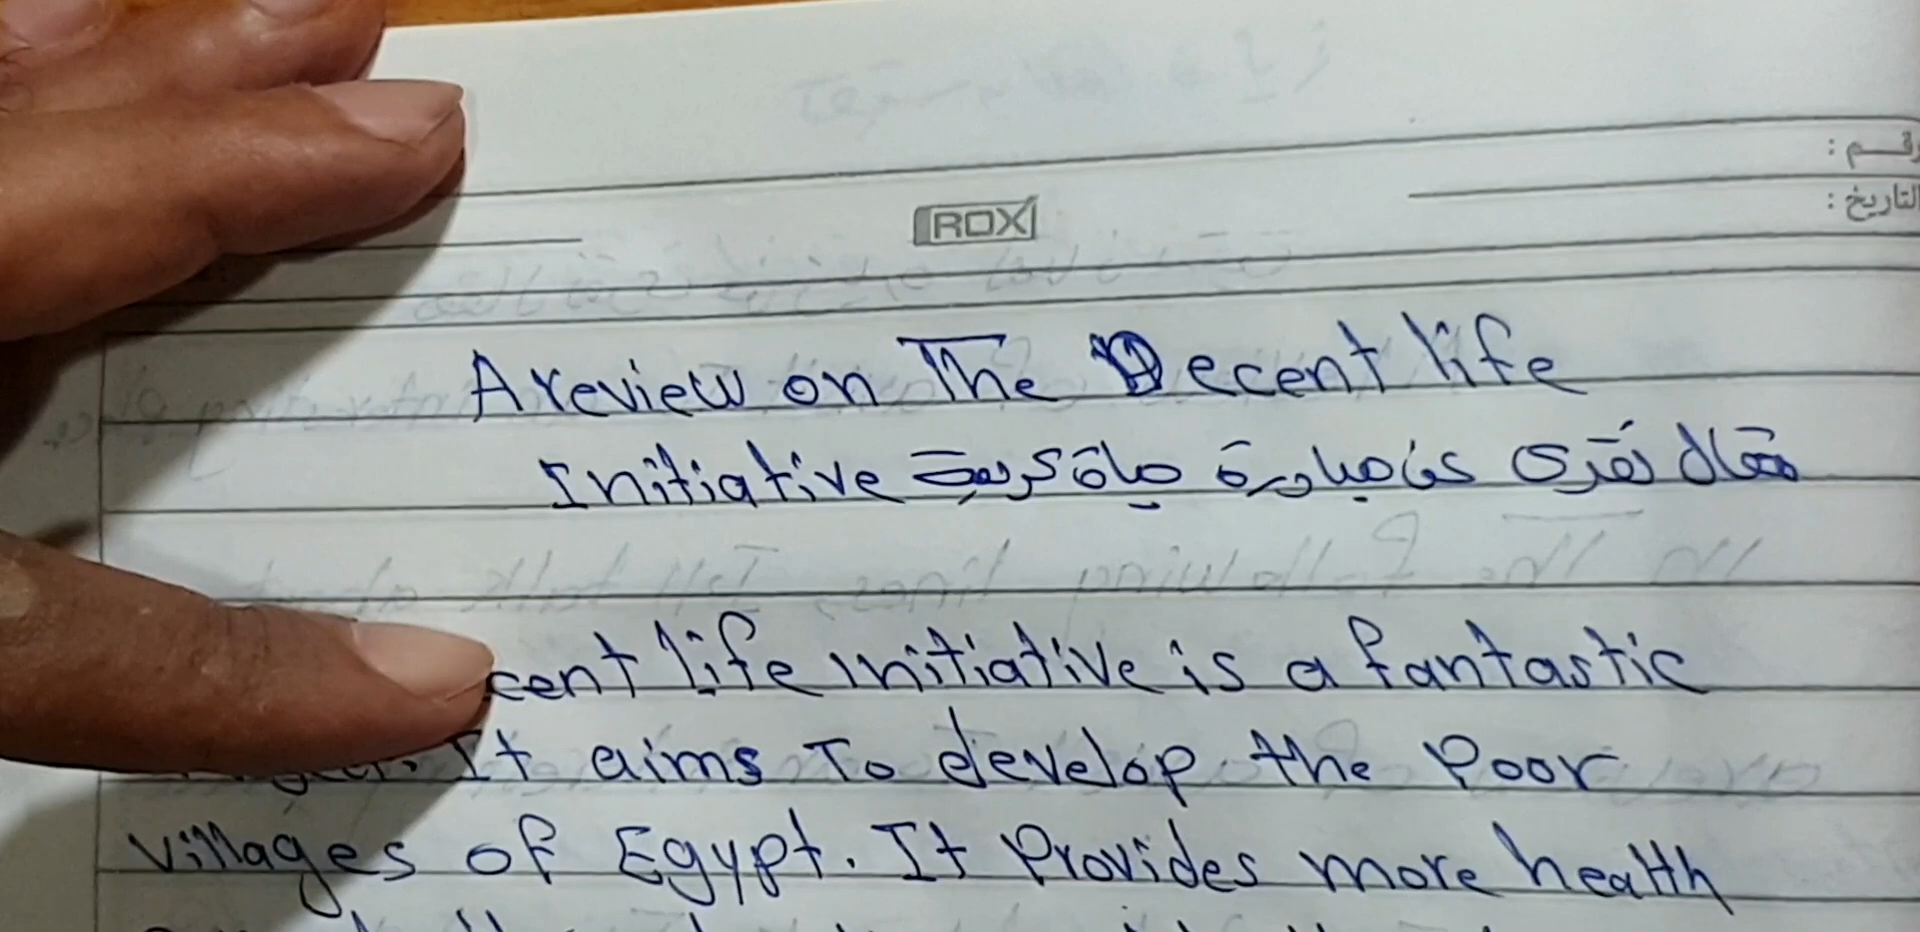 رقم :
التاريخ :
ROX
A review on The Decent life
Initiative مقال نقدى عن مبادرة حياة كريمة
cent life initiative is a fantastic
It aims To develop the Poor
villages of Egypt. It Provides more health